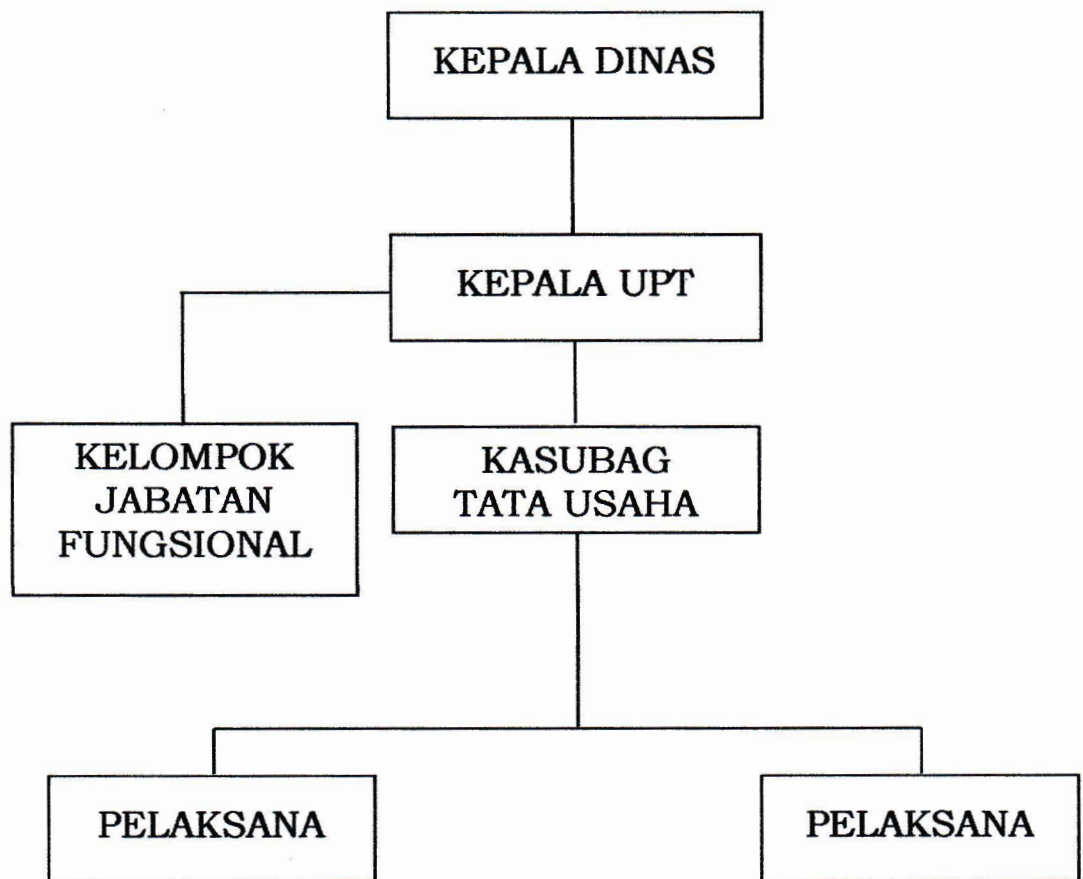 KEPALA DINAS
KEPALA UPT
KELOMPOK
JABATAN
FUNGSIONAL
KASUBAG
TATA USAHA
PELAKSANA
PELAKSANA